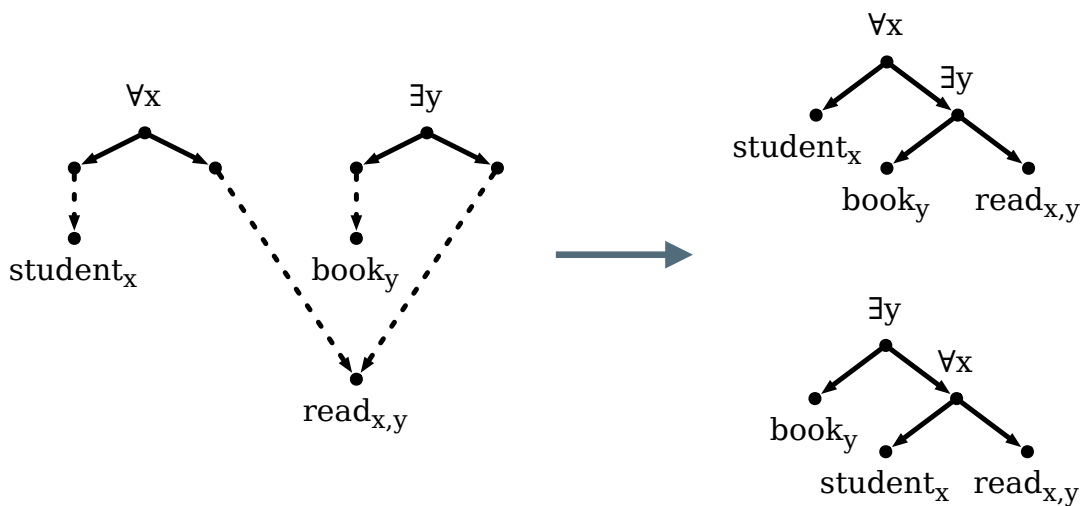 ∀x
∃y
student_x
book_y
read_x,y
∀x
∃y
student_x
book_y
read_x,y
∃y
∀x
book_y
student_x
read_x,y